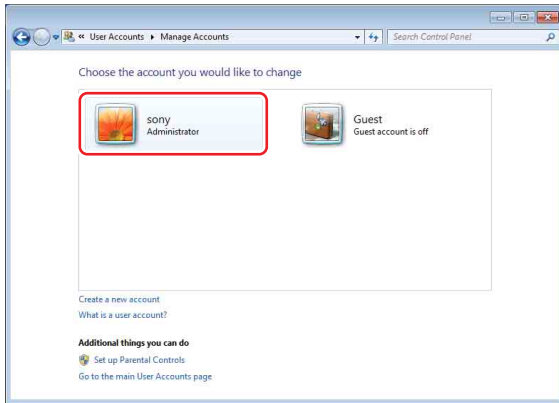 « User Accounts ▸ Manage Accounts
Search Control Panel
Choose the account you would like to change
sony
Administrator
Guest
Guest account is off
Create a new account
What is a user account?
Additional things you can do
Set up Parental Controls
Go to the main User Accounts page